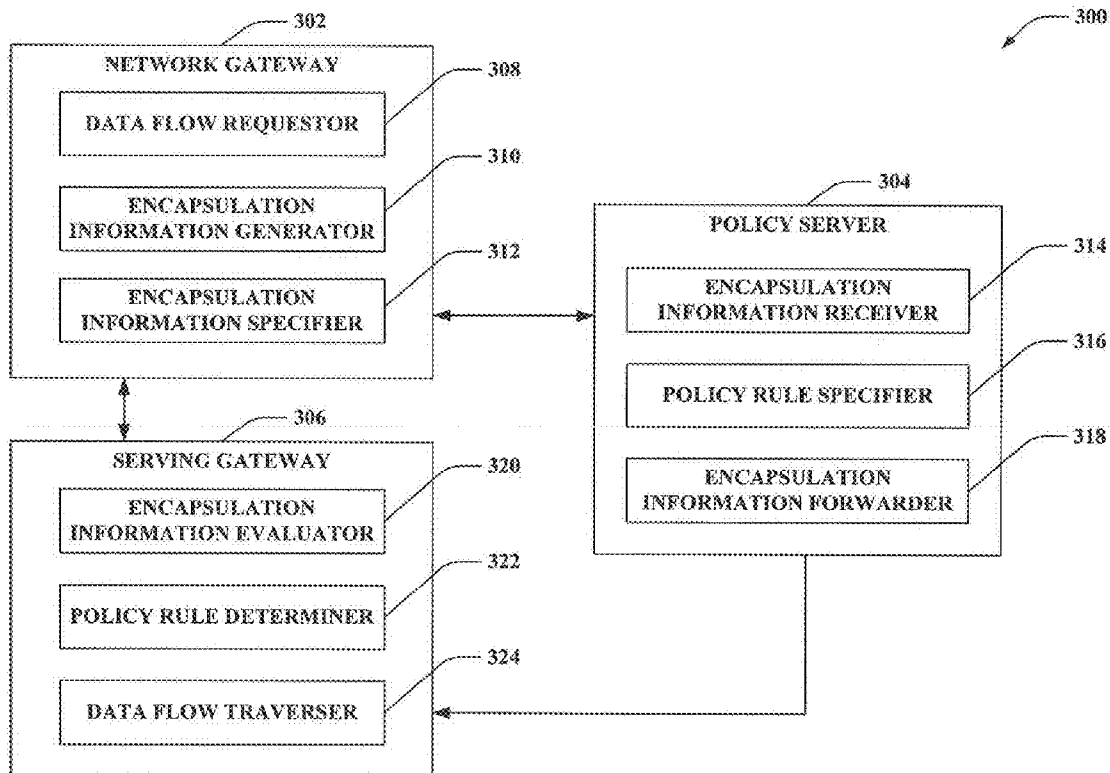 300
302
NETWORK GATEWAY
308
DATA FLOW REQUESTOR
310
ENCAPSULATION
INFORMATION GENERATOR
312
ENCAPSULATION
INFORMATION SPECIFIER
304
POLICY SERVER
314
ENCAPSULATION
INFORMATION RECEIVER
316
POLICY RULE SPECIFIER
318
ENCAPSULATION
INFORMATION FORWARDER
306
SERVING GATEWAY
320
ENCAPSULATION
INFORMATION EVALUATOR
322
POLICY RULE DETERMINER
324
DATA FLOW TRAVERSER